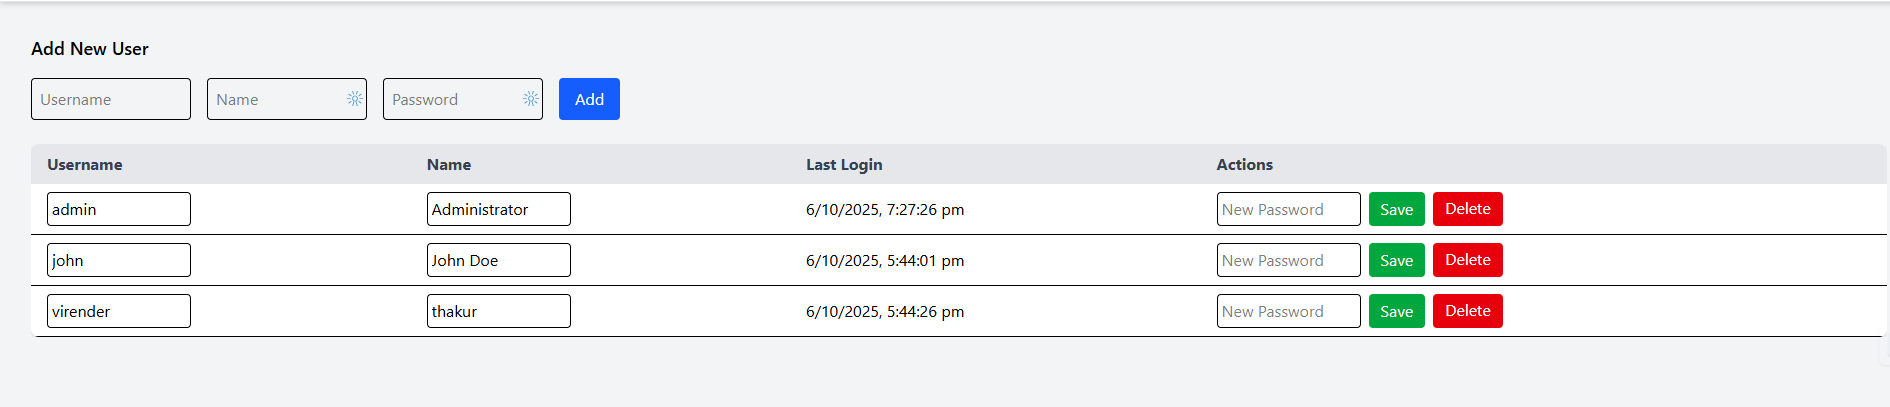 Add New User
Username Name Password Add
Username Name Last Login Actions
admin Administrator 6/10/2025, 7:27:26 pm New Password Save Delete
john John Doe 6/10/2025, 5:44:01 pm New Password Save Delete
virender thakur 6/10/2025, 5:44:26 pm New Password Save Delete